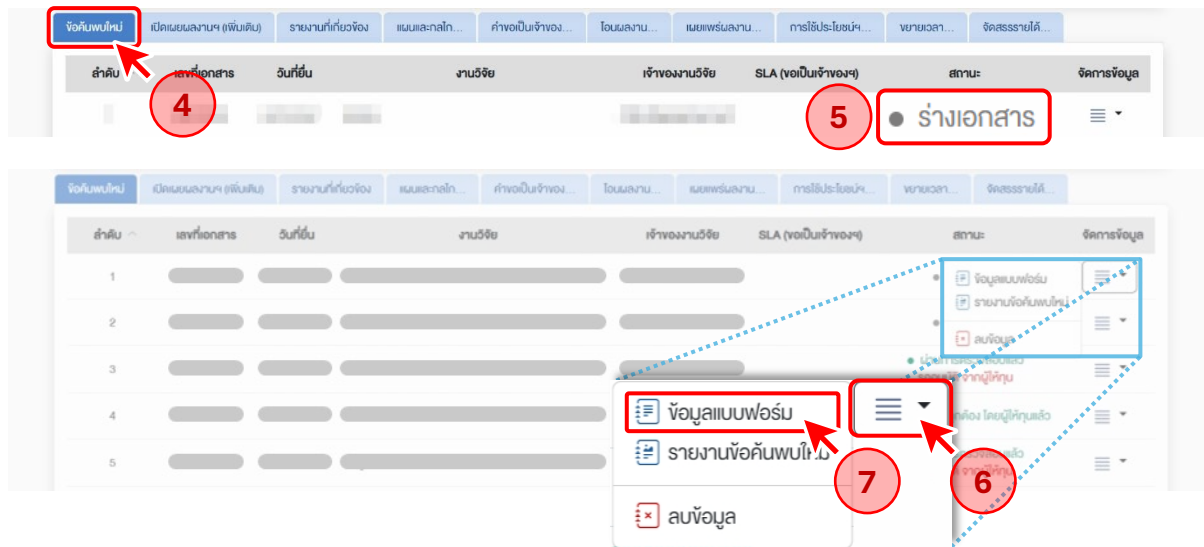 ข้อค้นพบใหม่ เปิดเผยผลงานฯ (เพิ่มเติม) รายงานที่เกี่ยวข้อง แผนและกลไก... คำขอเป็นเจ้าของ... โอนผลงาน... เผยแพร่ผลงาน... การใช้ประโยชน์ฯ... ขยายเวลา... จัดสรรรายได้...
ลำดับ เลขที่เอกสาร วันที่ยื่น งานวิจัย เจ้าของงานวิจัย SLA (ขอเป็นเจ้าของฯ) สถานะ จัดการข้อมูล
4 5 ร่างเอกสาร
ข้อค้นพบใหม่ เปิดเผยผลงานฯ (เพิ่มเติม) รายงานที่เกี่ยวข้อง แผนและกลไก... คำขอเป็นเจ้าของ... โอนผลงาน... เผยแพร่ผลงาน... การใช้ประโยชน์ฯ... ขยายเวลา... จัดสรรรายได้...
ลำดับ เลขที่เอกสาร วันที่ยื่น งานวิจัย เจ้าของงานวิจัย SLA (ขอเป็นเจ้าของฯ) สถานะ จัดการข้อมูล
1 ข้อมูลแบบฟอร์ม
รายงานข้อค้นพบใหม่
2 ลบข้อมูล
3
จากผู้ให้ทุน
4 โดยผู้ให้ทุนแล้ว
5
ข้อมูลแบบฟอร์ม
รายงานข้อค้นพบใหม่
7 6
ลบข้อมูล